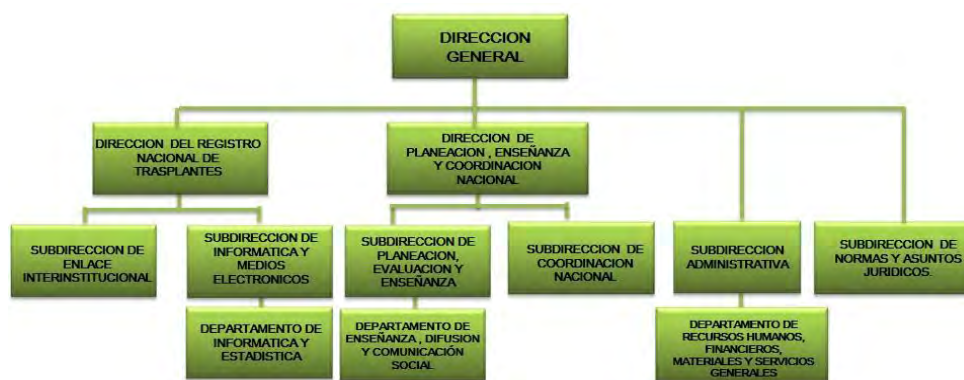 DIRECCION
GENERAL
DIRECCION DEL REGISTRO
NACIONAL DE
TRASPLANTES
DIRECCION DE
PLANEACION , ENSEÑANZA
Y COORDINACION
NACIONAL
SUBDIRECCION DE
ENLACE
INTERINSTITUCIONAL
SUBDIRECCION DE
INFORMATICA Y
MEDIOS
ELECTRONICOS
SUBDIRECCION DE
PLANEACION,
EVALUACION Y
ENSEÑANZA
SUBDIRECCION DE
COORDINACION
NACIONAL
SUBDIRECCION
ADMINISTRATIVA
SUBDIRECCION DE
NORMAS Y ASUNTOS
JURIDICOS.
DEPARTAMENTO DE
INFORMATICA Y
ESTADISTICA
DEPARTAMENTO DE
ENSEÑANZA , DIFUSION
Y COMUNICACIÓN
SOCIAL
DEPARTAMENTO DE
RECURSOS HUMANOS,
FINANCIEROS,
MATERIALES Y SERVICIOS
GENERALES